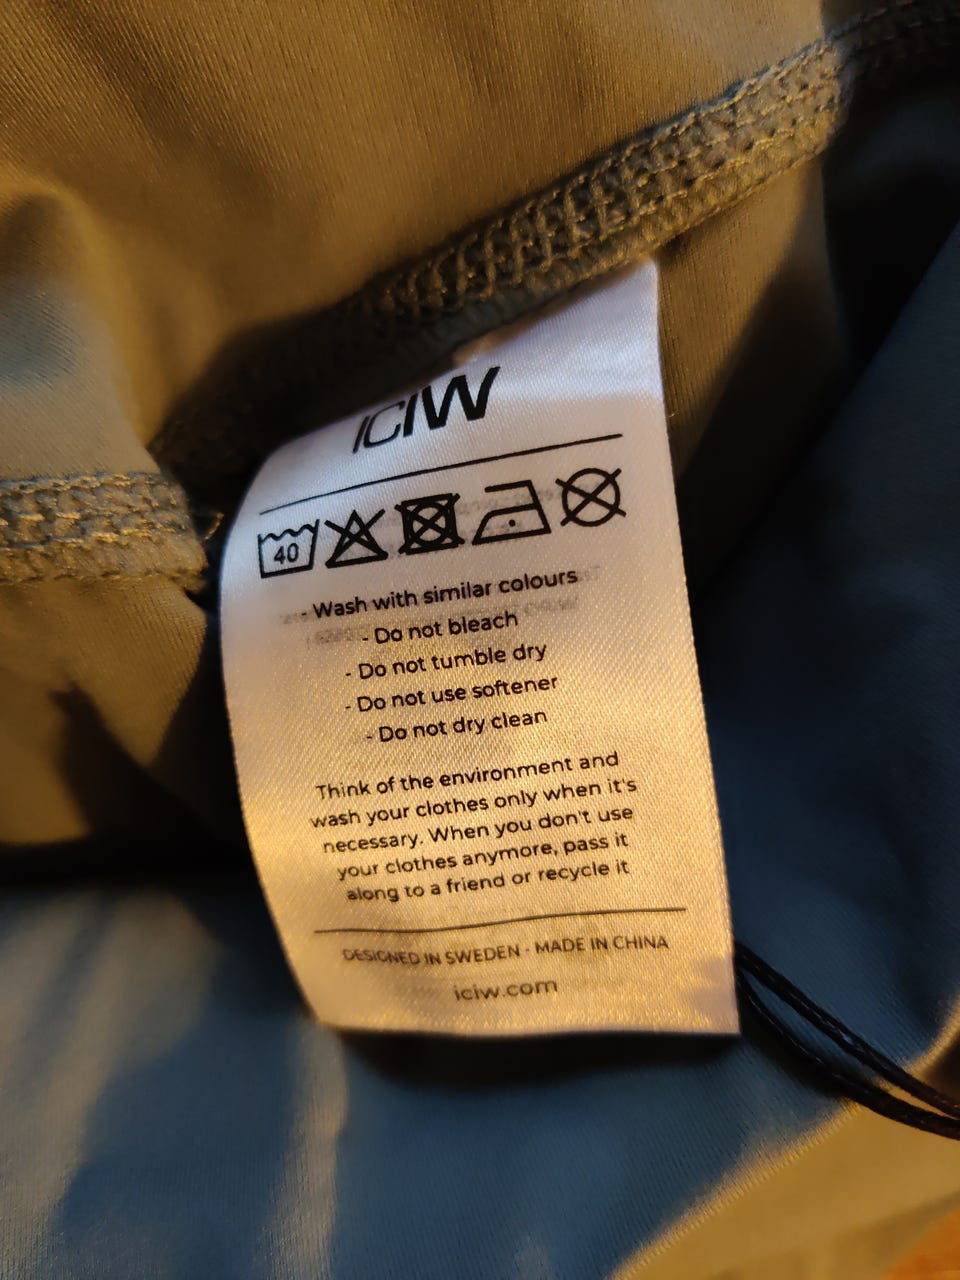 ICIW
40
- Wash with similar colours
- Do not bleach
- Do not tumble dry
- Do not use softener
- Do not dry clean
Think of the environment and
wash your clothes only when it's
necessary. When you don't use
your clothes anymore, pass it
along to a friend or recycle it
DESIGNED IN SWEDEN - MADE IN CHINA
iciw.com